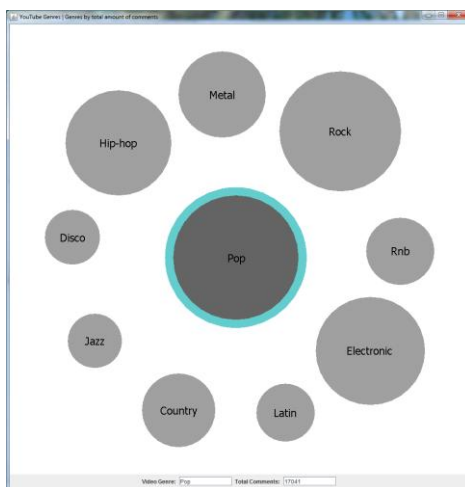 YouTube Genres | Genres by total amount of comments
Metal
Rock
Hip-hop
Disco
Pop
Rnb
Jazz
Electronic
Country
Latin
Video Genre: Pop Total Comments: 17041